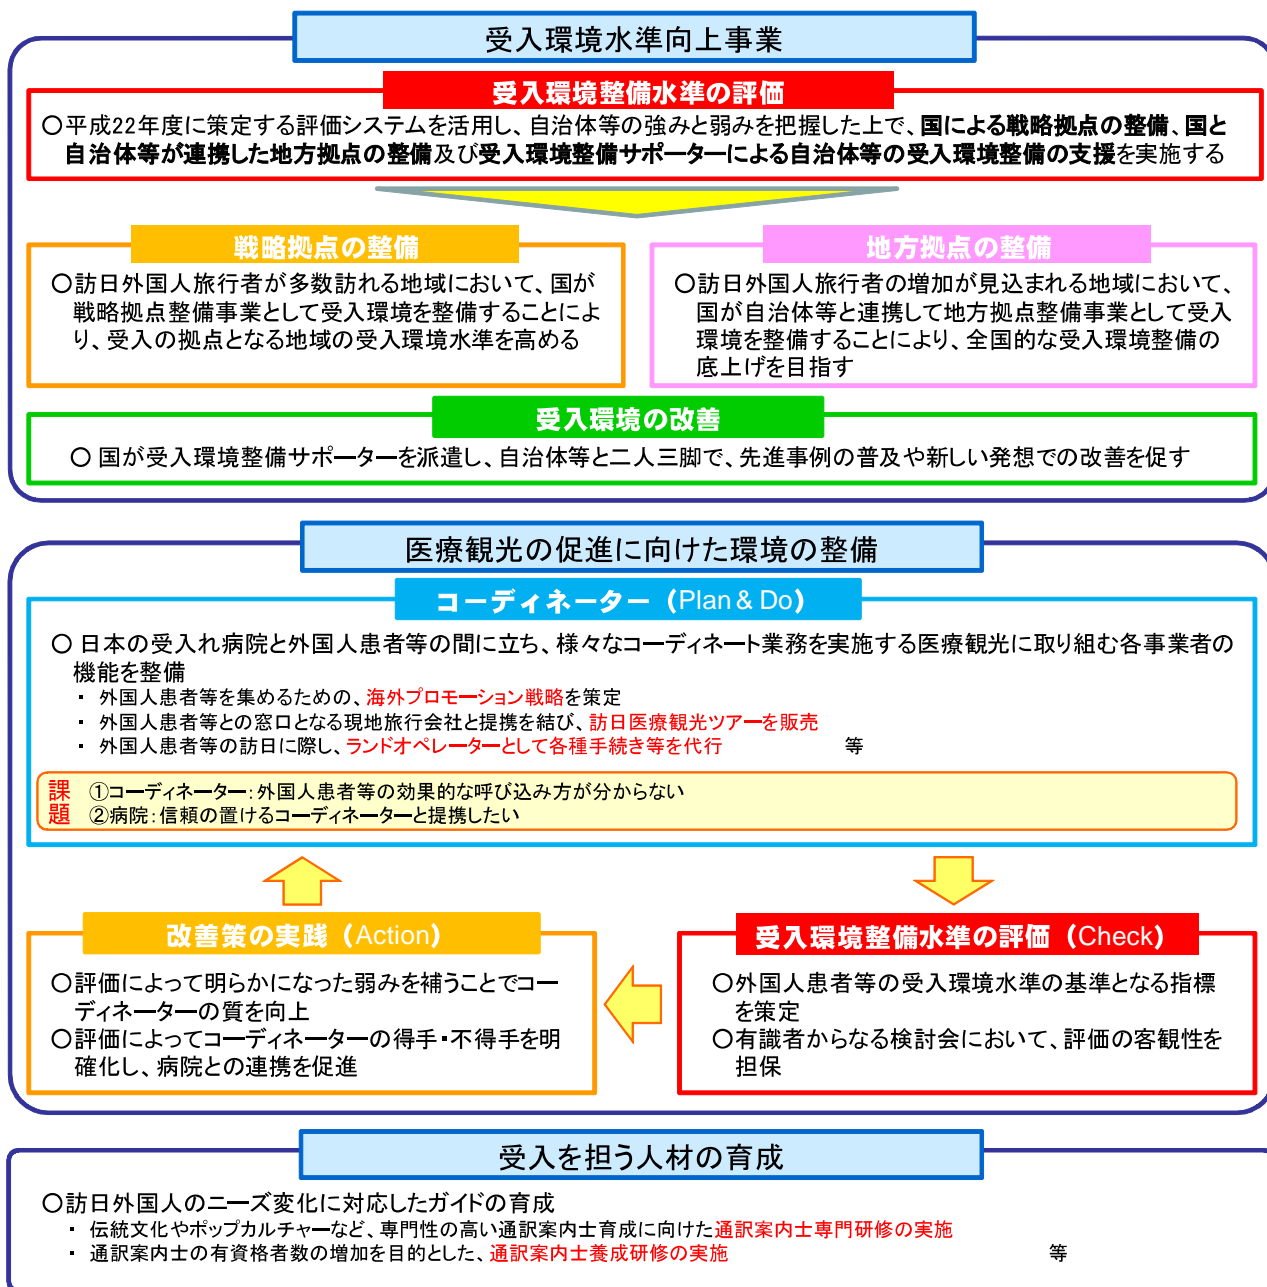 受入環境水準向上事業
受入環境整備水準の評価
○平成22年度に策定する評価システムを活用し、自治体等の強みと弱みを把握した上で、国による戦略拠点の整備、国と
自治体等が連携した地方拠点の整備及び受入環境整備サポーターによる自治体等の受入環境整備の支援を実施する
戦略拠点の整備
○訪日外国人旅行者が多数訪れる地域において、国が
戦略拠点整備事業として受入環境を整備することによ
り、受入の拠点となる地域の受入環境水準を高める
地方拠点の整備
○訪日外国人旅行者の増加が見込まれる地域において、
国が自治体等と連携して地方拠点整備事業として受入
環境を整備することにより、全国的な受入環境整備の
底上げを目指す
受入環境の改善
○ 国が受入環境整備サポーターを派遣し、自治体等と二人三脚で、先進事例の普及や新しい発想での改善を促す
医療観光の促進に向けた環境の整備
コーディネーター（Plan & Do）
○ 日本の受入れ病院と外国人患者等の間に立ち、様々なコーディネート業務を実施する医療観光に取り組む各事業者の
機能を整備
・ 外国人患者等を集めるための、海外プロモーション戦略を策定
・ 外国人患者等との窓口となる現地旅行会社と提携を結び、訪日医療観光ツアーを販売
・ 外国人患者等の訪日に際し、ランドオペレーターとして各種手続き等を代行 等
課題
①コーディネーター：外国人患者等の効果的な呼び込み方が分からない
②病院：信頼の置けるコーディネーターと提携したい
改善策の実践（Action）
○評価によって明らかになった弱みを補うことでコー
ディネーターの質を向上
○評価によってコーディネーターの得手・不得手を明
確化し、病院との連携を促進
受入環境整備水準の評価（Check）
○外国人患者等の受入環境水準の基準となる指標
を策定
○有識者からなる検討会において、評価の客観性を
担保
受入を担う人材の育成
○訪日外国人のニーズ変化に対応したガイドの育成
・ 伝統文化やポップカルチャーなど、専門性の高い通訳案内士育成に向けた通訳案内士専門研修の実施
・ 通訳案内士の有資格者数の増加を目的とした、通訳案内士養成研修の実施 等